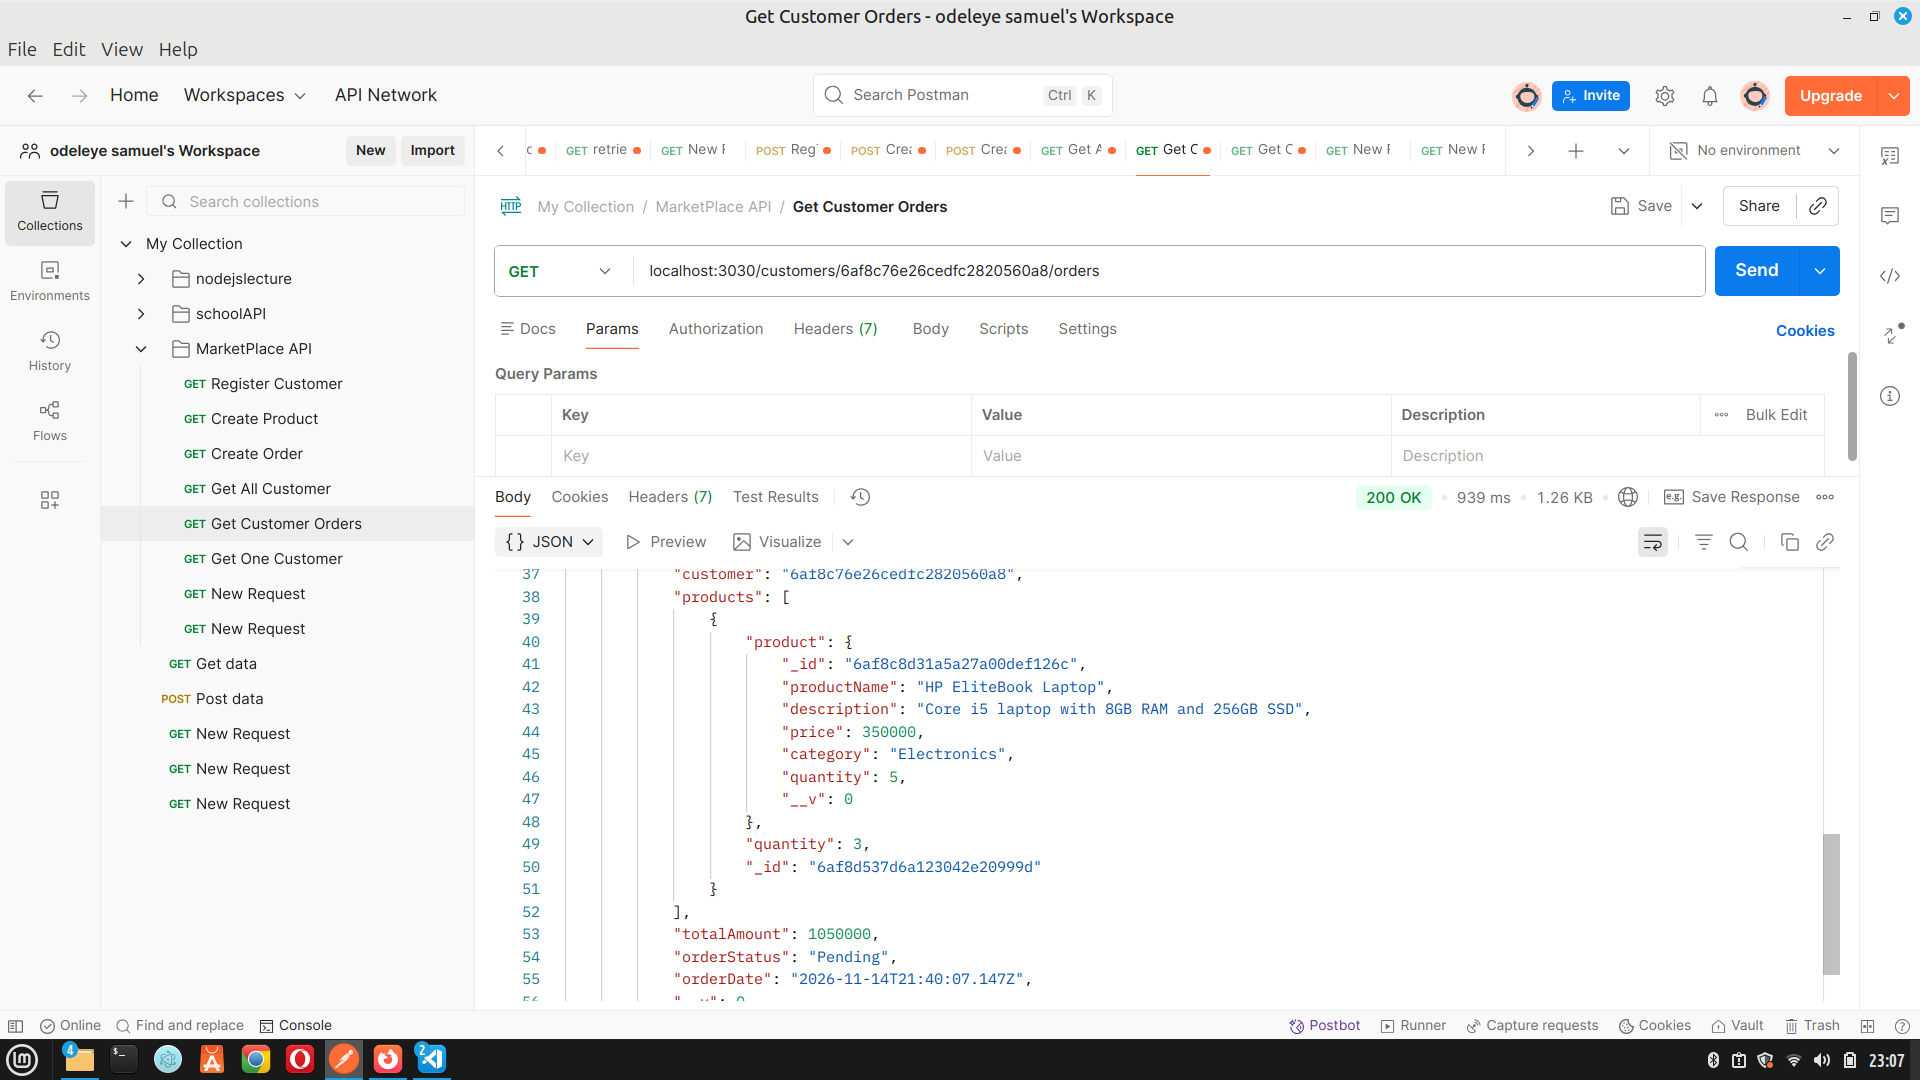 Get Customer Orders - odeleye samuel's Workspace
File Edit View Help
Home Workspaces API Network Search Postman Ctrl K Invite Upgrade
odeleye samuel's Workspace New Import
GET retrie GET New F POST Reg POST Crea POST Crea GET Get A GET Get C GET Get C GET New F GET New F No environment
Collections
Environments
History
Flows
Search collections
My Collection
nodejslecture
schoolAPI
MarketPlace API
GET Register Customer
GET Create Product
GET Create Order
GET Get All Customer
GET Get Customer Orders
GET Get One Customer
GET New Request
GET New Request
GET Get data
POST Post data
GET New Request
GET New Request
GET New Request
HTTP My Collection / MarketPlace API / Get Customer Orders Save Share
GET localhost:3030/customers/6af8c76e26cedfc2820560a8/orders Send
Docs Params Authorization Headers (7) Body Scripts Settings Cookies
Query Params
Key Value Description Bulk Edit
Key Value Description
Body Cookies Headers (7) Test Results 200 OK 939 ms 1.26 KB e.g. Save Response
{} JSON Preview Visualize
37 "customer": "6af8c76e26cedfc2820560a8",
38 "products": [
39 {
40 "product": {
41 "_id": "6af8c8d31a5a27a00def126c",
42 "productName": "HP EliteBook Laptop",
43 "description": "Core i5 laptop with 8GB RAM and 256GB SSD",
44 "price": 350000,
45 "category": "Electronics",
46 "quantity": 5,
47 "__v": 0
48 },
49 "quantity": 3,
50 "_id": "6af8d537d6a123042e20999d"
51 }
52 ],
53 "totalAmount": 1050000,
54 "orderStatus": "Pending",
55 "orderDate": "2026-11-14T21:40:07.147Z",
56 "__v": 0
Online Find and replace Console Postbot Runner Capture requests Cookies Vault Trash
4 2 23:07